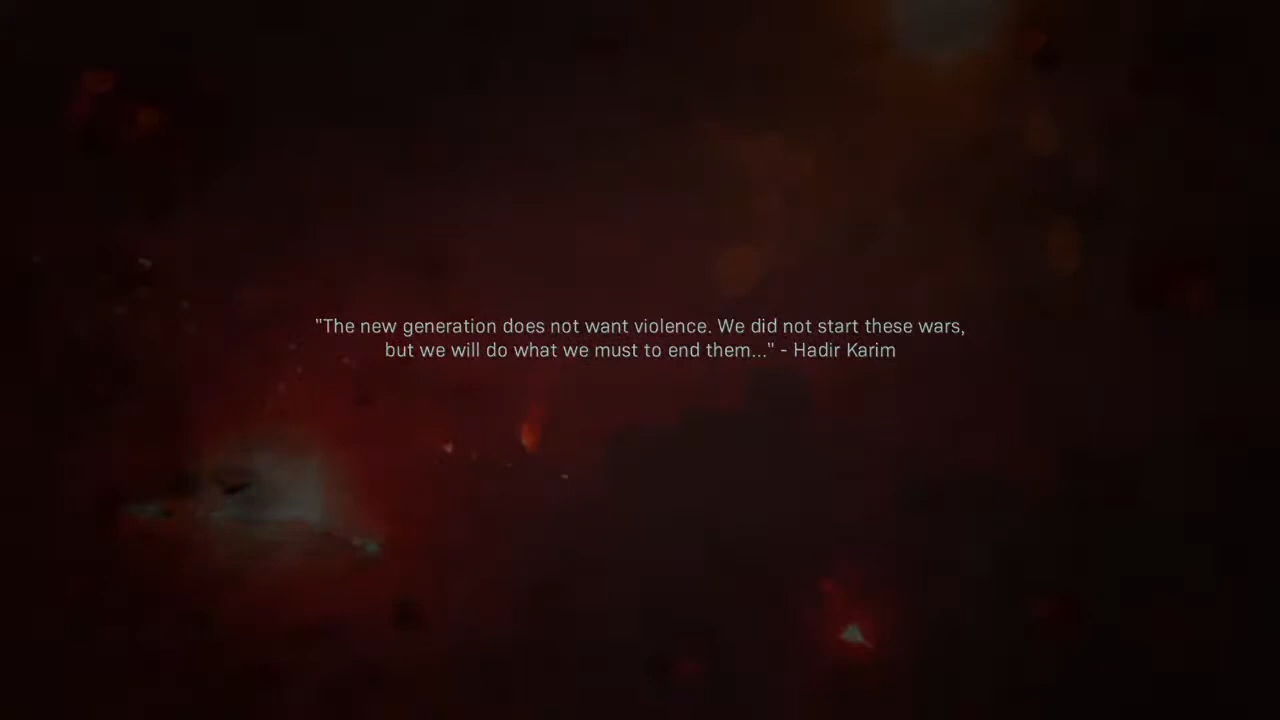 "The new generation does not want violence. We did not start these wars,
but we will do what we must to end them..." - Hadir Karim